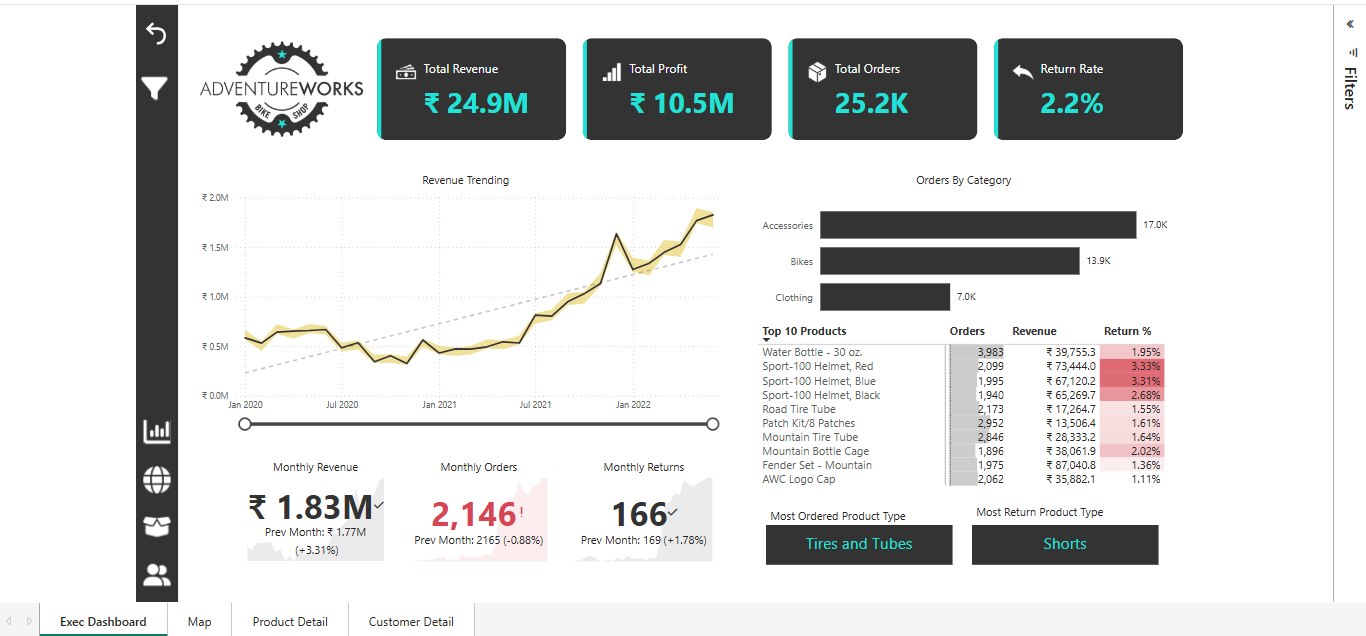 ADVENTUREWORKS
BIKE SHOP
Total Revenue
₹ 24.9M
Total Profit
₹ 10.5M
Total Orders
25.2K
Return Rate
2.2%
Filters
Revenue Trending
₹ 2.0M
₹ 1.5M
₹ 1.0M
₹ 0.5M
₹ 0.0M
Jan 2020 Jul 2020 Jan 2021 Jul 2021 Jan 2022
Orders By Category
Accessories 17.0K
Bikes 13.9K
Clothing 7.0K
Top 10 Products Orders Revenue Return %
Water Bottle - 30 oz. 3,983 ₹ 39,755.3 1.95%
Sport-100 Helmet, Red 2,099 ₹ 73,444.0 3.33%
Sport-100 Helmet, Blue 1,995 ₹ 67,120.2 3.31%
Sport-100 Helmet, Black 1,940 ₹ 65,269.7 2.68%
Road Tire Tube 2,173 ₹ 17,264.7 1.55%
Patch Kit/8 Patches 2,952 ₹ 13,506.4 1.61%
Mountain Tire Tube 2,846 ₹ 28,333.2 1.64%
Mountain Bottle Cage 1,896 ₹ 38,061.9 2.02%
Fender Set - Mountain 1,975 ₹ 87,040.8 1.36%
AWC Logo Cap 2,062 ₹ 35,882.1 1.11%
Monthly Revenue
₹ 1.83M
Prev Month: ₹ 1.77M
(+3.31%)
Monthly Orders
2,146!
Prev Month: 2165 (-0.88%)
Monthly Returns
166
Prev Month: 169 (+1.78%)
Most Ordered Product Type
Tires and Tubes
Most Return Product Type
Shorts
Exec Dashboard Map Product Detail Customer Detail